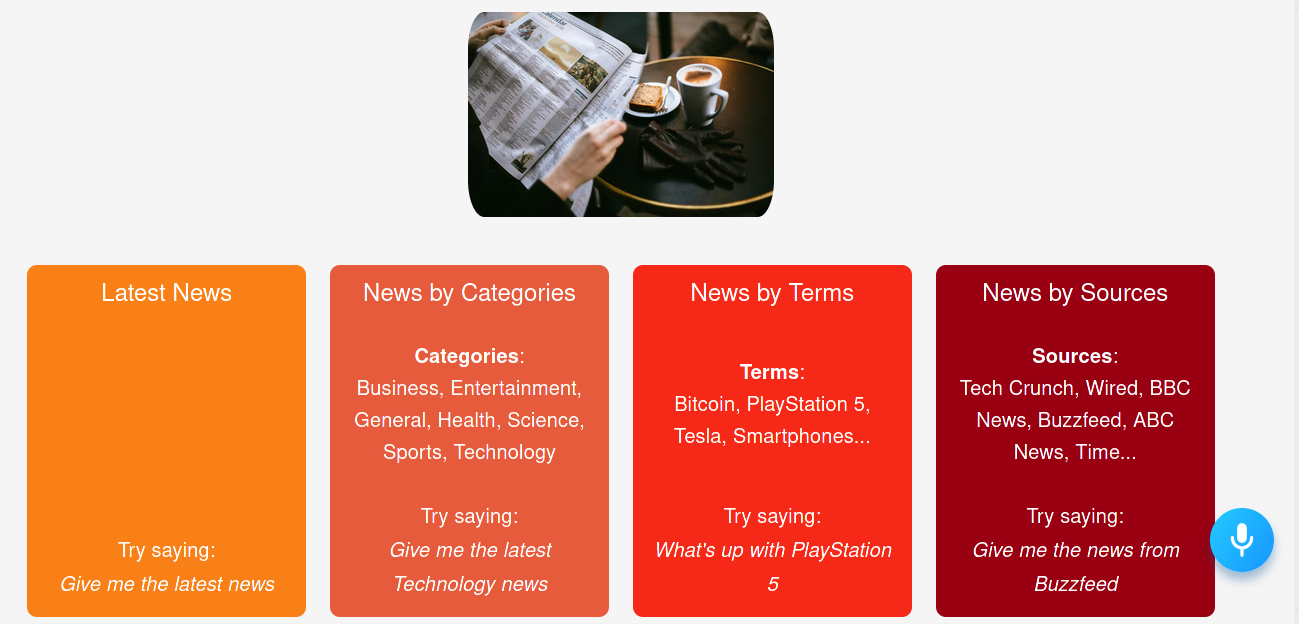 Calendar
Latest News
Try saying:
Give me the latest news
News by Categories
Categories:
Business, Entertainment,
General, Health, Science,
Sports, Technology
Try saying:
Give me the latest
Technology news
News by Terms
Terms:
Bitcoin, PlayStation 5,
Tesla, Smartphones...
Try saying:
What's up with PlayStation
5
News by Sources
Sources:
Tech Crunch, Wired, BBC
News, Buzzfeed, ABC
News, Time...
Try saying:
Give me the news from
Buzzfeed